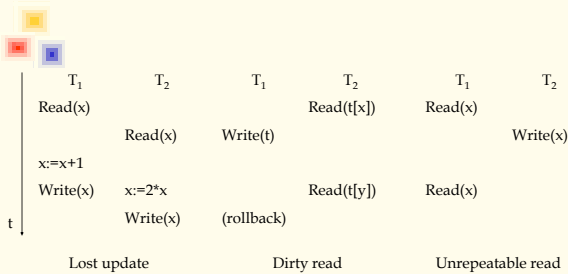 T1 T2 T1 T2 T1 T2
Read(x) Read(t[x]) Read(x)
Read(x) Write(t) Write(x)
x:=x+1
Write(x) x:=2*x Read(t[y]) Read(x)
Write(x) (rollback)
t
Lost update Dirty read Unrepeatable read